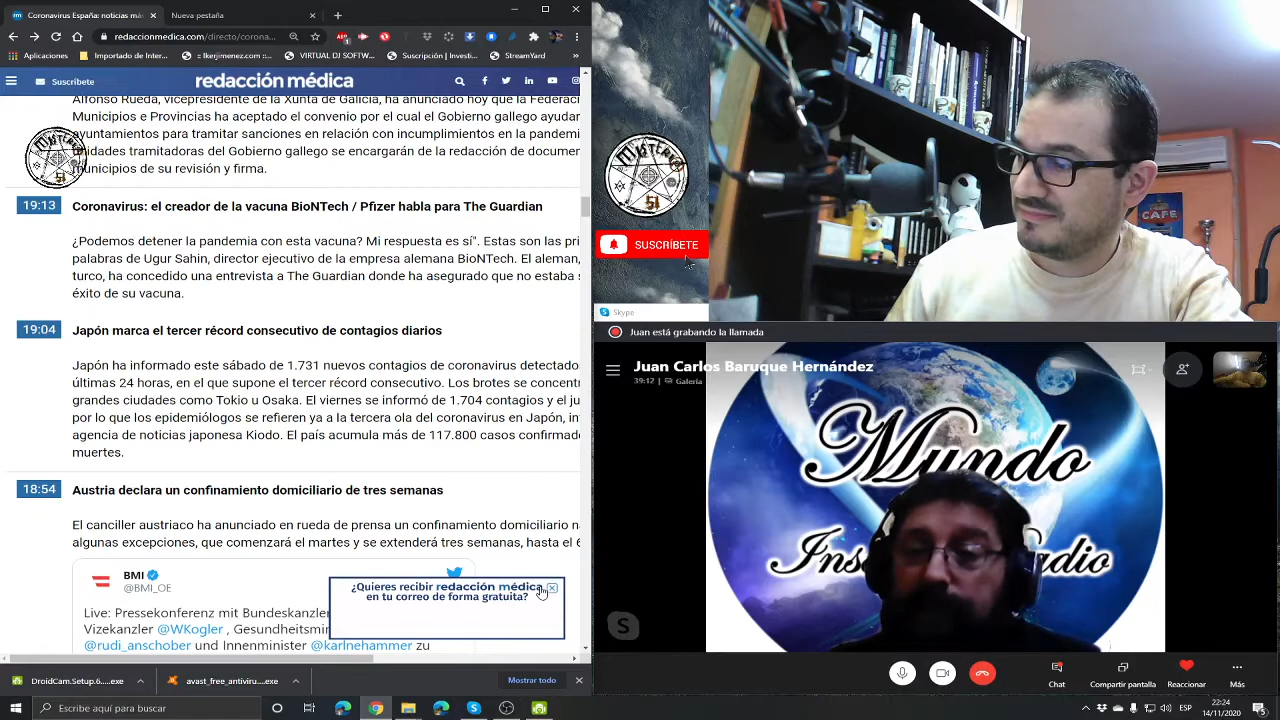 Coronavirus Noticias más
Nueva pestaña
redaccionmedica.com/directo/corona...
Aplicaciones
Importado de Inter...
:: Ikerjimenez.com ::
VIRTUAL DJ SOFTW...
Suscripción | Investi...
StreamYard
Suscríbete
redacción médica
Alfonso Rueda, vicepresidente de la Xunta de Galicia, ha anunciado hoy que la Federac
Municipios e Provincias ha aceptado el convenio por el cual el Gobierno gallego ayudar
ayuntamientos para tramitar sanciones en relación con incumplimientos en la pandemi
unidades tramitadoras del Gobierno gallego se encargarán de la redacción de document
municipios de su revisión y firma.
19:13
Coronavirus: el creador de la vacuna BioNTech / Pfizer habla para The Guardian
¿Podemos detener la pandemia con esta vacuna? Mi respuesta es sí". Estas son las pri
palabras de Ugur Sahin, director ejecutivo de la empresa alemana BioNTech. El aleman,
turco, ha concedido una entrevista a The Guardian donde ha asegurado que no estaba s
éxito de su vacuna.
19:04
Japón marca el tercer récord consecutivo de contagios diarios
Japón ha informado este sábado de 1.731 nuevos contagios de coronavirus detectado
últimas 24 horas, en el que supone su tercer récord consecutivo. Los botes se concen
grandes ciudades como Tokio u Osaka. El viernes se informó de 1.704 contagios y el ju
por lo que los epidemiólogos se refieren ya a la tercera ola del coronavirus en Japón, in
agencia de noticias japonesa Kiodo. El país acumula más de 117.800 casos confirmad
muertes.
18:54
Austria declara un confinamiento domiciliario de tres semanas
El canciller austriaco ha anunciado en rueda de prensa un confinamiento domiciliario
algunas excepciones, que comenzará el martes y se extenderá tres semanas, hasta el 6
BMI
@BMI_OE
Live: Pressekonferenz mit Bundeskanzler
Vizekanzler @WKogler , Gesundheitsmin
@rudi_anschober und Innenminister @karlnehammer zu
¿Quieres recibir redacción médica
en tu correo de forma gratuita?
DroidCam.Setup.6....exe
avast_free_antivirus....exe
Mostrar todo
Escribe aquí para buscar
51
SUSCRÍBETE
CAFE
Skype
Juan está grabando la llamada
Juan Carlos Baruque Hernández
39:12 | Galería
Mundo
Chat
Compartir pantalla
Reaccionar
Más
ESP
22:24
14/11/2020